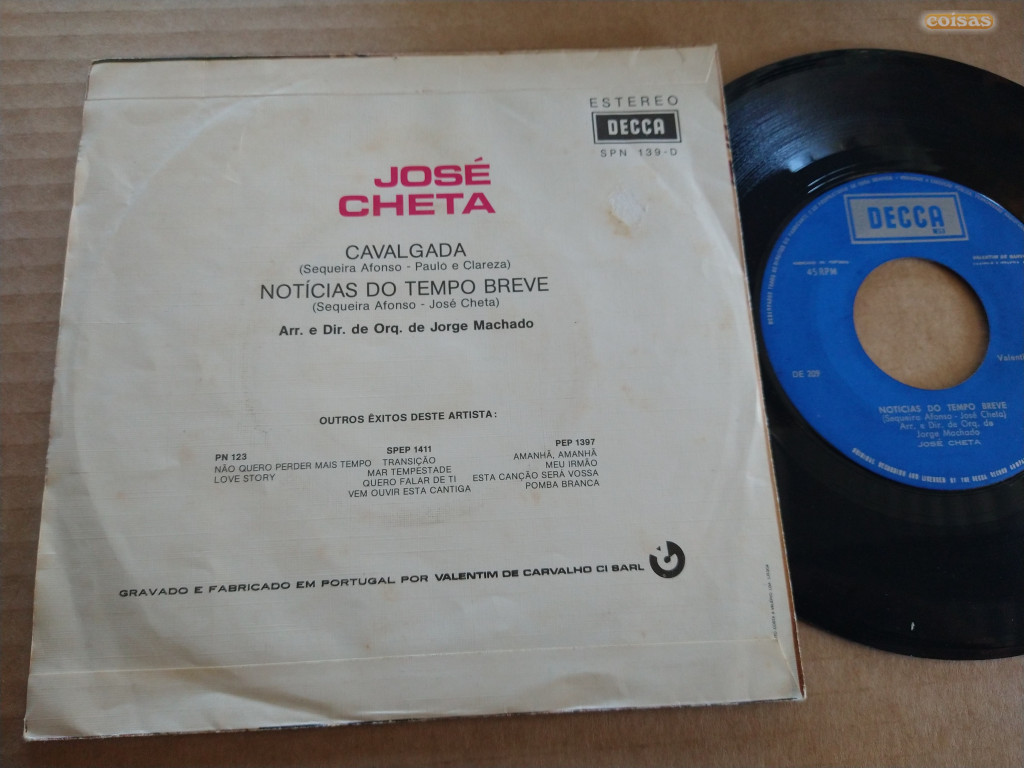 coisas
ESTEREO
DECCA
SPN 139-D
JOSÉ
CHETA
CAVALGADA
(Sequeira Afonso - Paulo e Clareza)
NOTÍCIAS DO TEMPO BREVE
(Sequeira Afonso - José Cheta)
Arr. e Dir. de Orq. de Jorge Machado
OUTROS ÊXITOS DESTE ARTISTA:
PN 123
NÃO QUERO PERDER MAIS TEMPO
LOVE STORY
SPEP 1411
TRANSIÇÃO
MAR TEMPESTADE
QUERO FALAR DE TI
VEM OUVIR ESTA CANTIGA
PEP 1397
AMANHÃ, AMANHÃ
MEU IRMÃO
ESTA CANÇÃO SERÁ VOSSA
POMBA BRANCA
GRAVADO E FABRICADO EM PORTUGAL POR VALENTIM DE CARVALHO CI SARL
DECCA
45 RPM
Valenti
DE 209
NOTICIAS DO TEMPO BREVE
(Sequeira Afonso - José Cheta)
Arr. e Dir. de Orq. de
Jorge Machado
JOSÉ CHETA